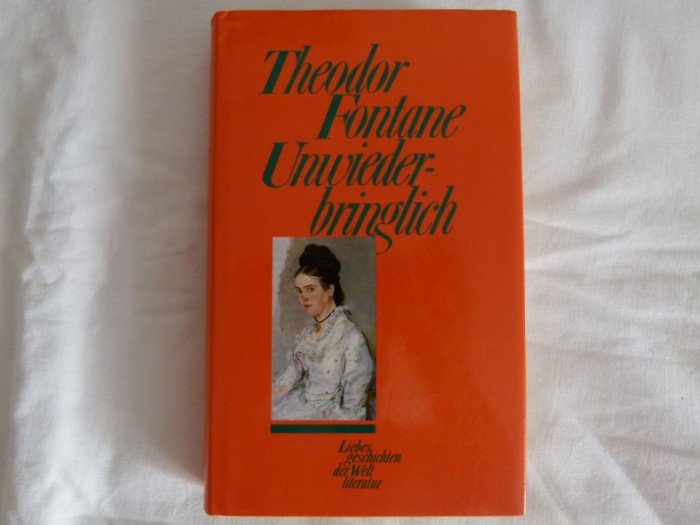 Theodor
Fontane
Unwieder-
bringlich
Liebes
geschichten
der Welt
literatur